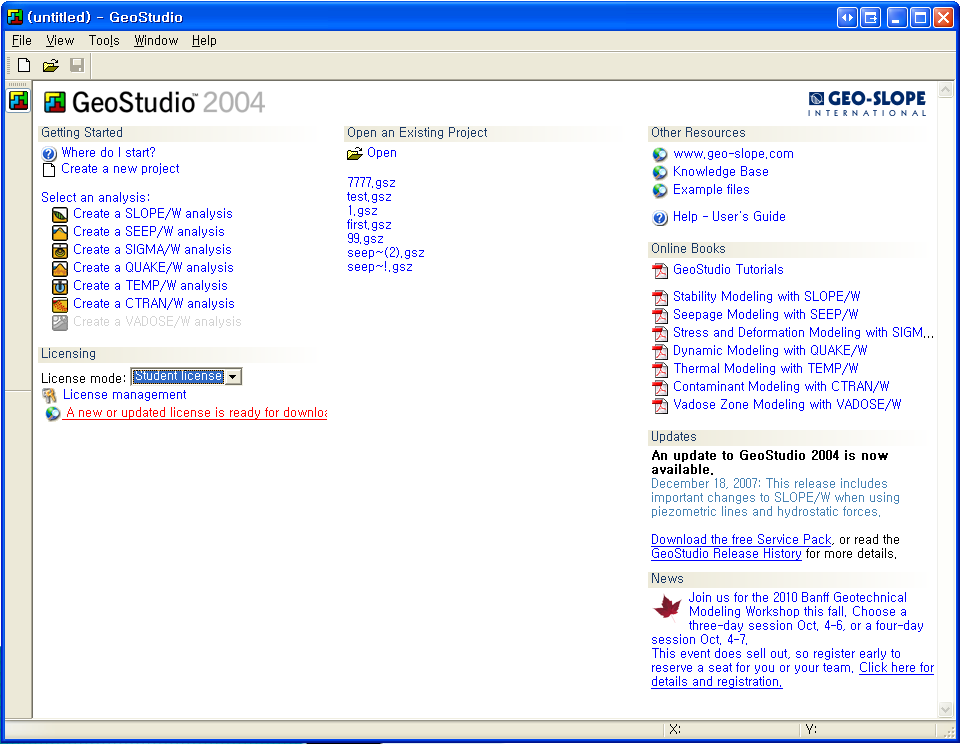 (untitled) - GeoStudio
File View Tools Window Help
GeoStudio™ 2004
GEO-SLOPE
INTERNATIONAL
Getting Started
Where do I start?
Create a new project
Select an analysis:
Create a SLOPE/W analysis
Create a SEEP/W analysis
Create a SIGMA/W analysis
Create a QUAKE/W analysis
Create a TEMP/W analysis
Create a CTRAN/W analysis
Create a VADOSE/W analysis
Licensing
License mode: Student license
License management
A new or updated license is ready for downloa
Open an Existing Project
Open
7777.gsz
test.gsz
1.gsz
first.gsz
99.gsz
seep~(2).gsz
seep~!.gsz
Other Resources
www.geo-slope.com
Knowledge Base
Example files
Help - User's Guide
Online Books
GeoStudio Tutorials
Stability Modeling with SLOPE/W
Seepage Modeling with SEEP/W
Stress and Deformation Modeling with SIGM...
Dynamic Modeling with QUAKE/W
Thermal Modeling with TEMP/W
Contaminant Modeling with CTRAN/W
Vadose Zone Modeling with VADOSE/W
Updates
An update to GeoStudio 2004 is now
available.
December 18, 2007: This release includes
important changes to SLOPE/W when using
piezometric lines and hydrostatic forces.
Download the free Service Pack, or read the
GeoStudio Release History for more details.
News
Join us for the 2010 Banff Geotechnical
Modeling Workshop this fall. Choose a
three-day session Oct. 4-6, or a four-day
session Oct. 4-7.
This event does sell out, so register early to
reserve a seat for you or your team. Click here for
details and registration.
X: Y: